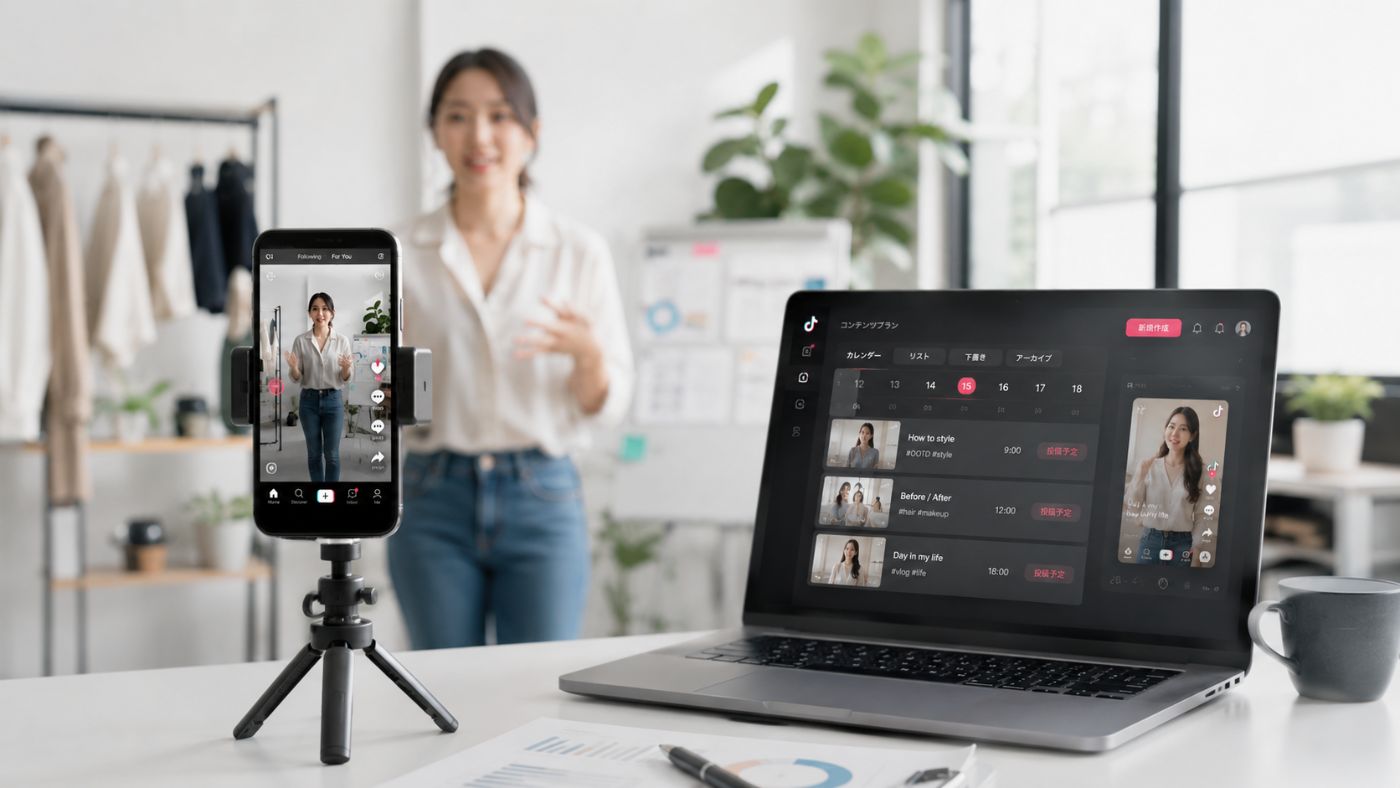 Following For You
Home
Discover
Inbox
Me
コンテンツプラン
新規作成
カレンダー
リスト
下書き
アーカイブ
12 13 14 15 16 17 18
How to style
#OOTD #style
9:00
投稿予定
Before / After
#hair #makeup
12:00
投稿予定
Day in my life
#vlog #life
16:00
投稿予定